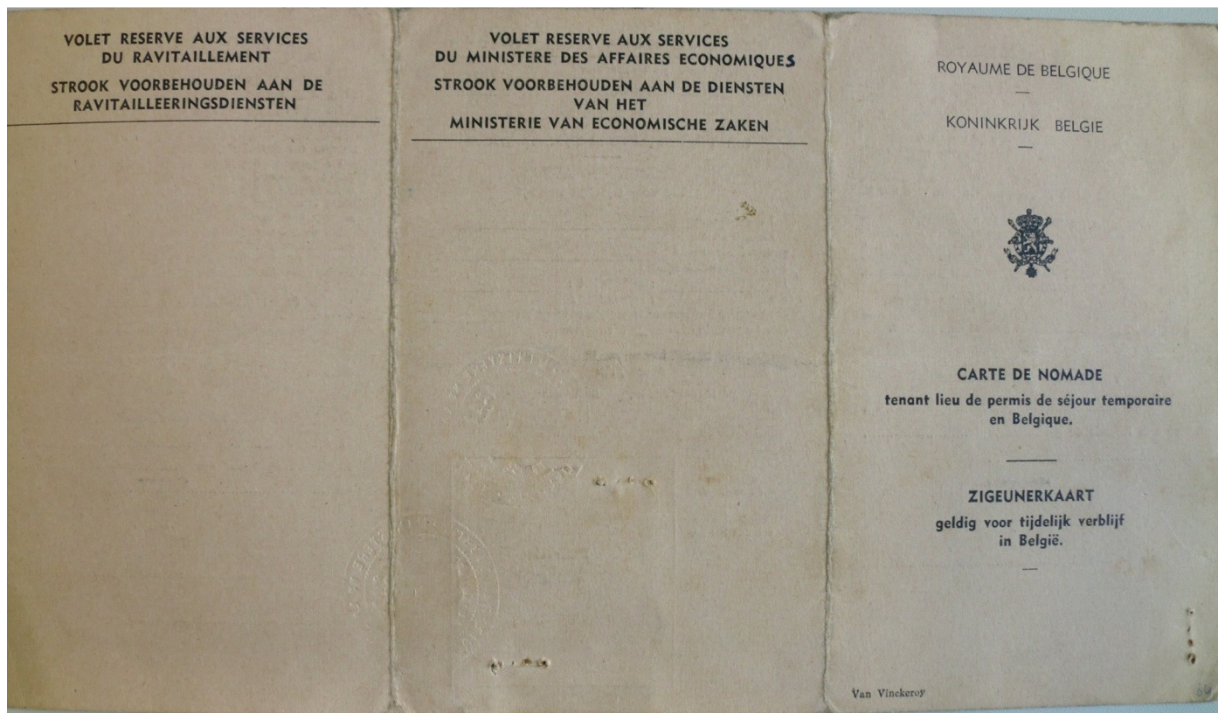 VOLET RESERVE AUX SERVICES
DU RAVITAILLEMENT
STROOK VOORBEHOUDEN AAN DE
RAVITAILLEERINGSDIENSTEN
VOLET RESERVE AUX SERVICES
DU MINISTERE DES AFFAIRES ECONOMIQUES
STROOK VOORBEHOUDEN AAN DE DIENSTEN
VAN HET
MINISTERIE VAN ECONOMISCHE ZAKEN
ROYAUME DE BELGIQUE
KONINKRIJK BELGIE
CARTE DE NOMADE
tenant lieu de permis de séjour temporaire
en Belgique.
ZIGEUNERKAART
geldig voor tijdelijk verblijf
in België.
Van Vinckeroy